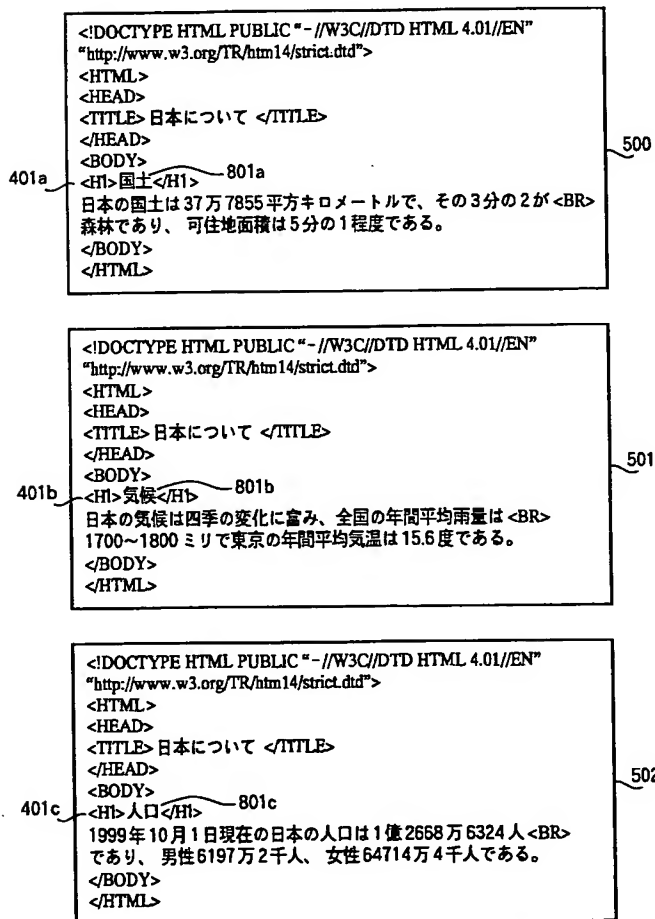 <!DOCTYPE HTML PUBLIC “-//W3C//DTD HTML 4.01//EN”
“http://www.w3.org/TR/htm14/strict.dtd”>
<HTML>
<HEAD>
<TITLE> 日本について </TITLE>
</HEAD>
<BODY>
500
401a <H1>国土</H1> 801a
日本の国土は37万7855平方キロメートルで、その3分の2が<BR>
森林であり、 可住地面積は5分の1程度である。
</BODY>
</HTML>
<!DOCTYPE HTML PUBLIC “-//W3C//DTD HTML 4.01//EN”
“http://www.w3.org/TR/htm14/strict.dtd”>
<HTML>
<HEAD>
<TITLE> 日本について </TITLE>
</HEAD>
<BODY>
501
401b <H1>気候</H1> 801b
日本の気候は四季の変化に富み、全国の年間平均雨量は<BR>
1700～1800ミリで東京の年間平均気温は15.6度である。
</BODY>
</HTML>
<!DOCTYPE HTML PUBLIC “-//W3C//DTD HTML 4.01//EN”
“http://www.w3.org/TR/htm14/strict.dtd”>
<HTML>
<HEAD>
<TITLE> 日本について </TITLE>
</HEAD>
<BODY>
502
401c <H1>人口</H1> 801c
1999年10月1日現在の日本の人口は1億2668万6324人<BR>
であり、 男性6197万2千人、 女性64714万4千人である。
</BODY>
</HTML>